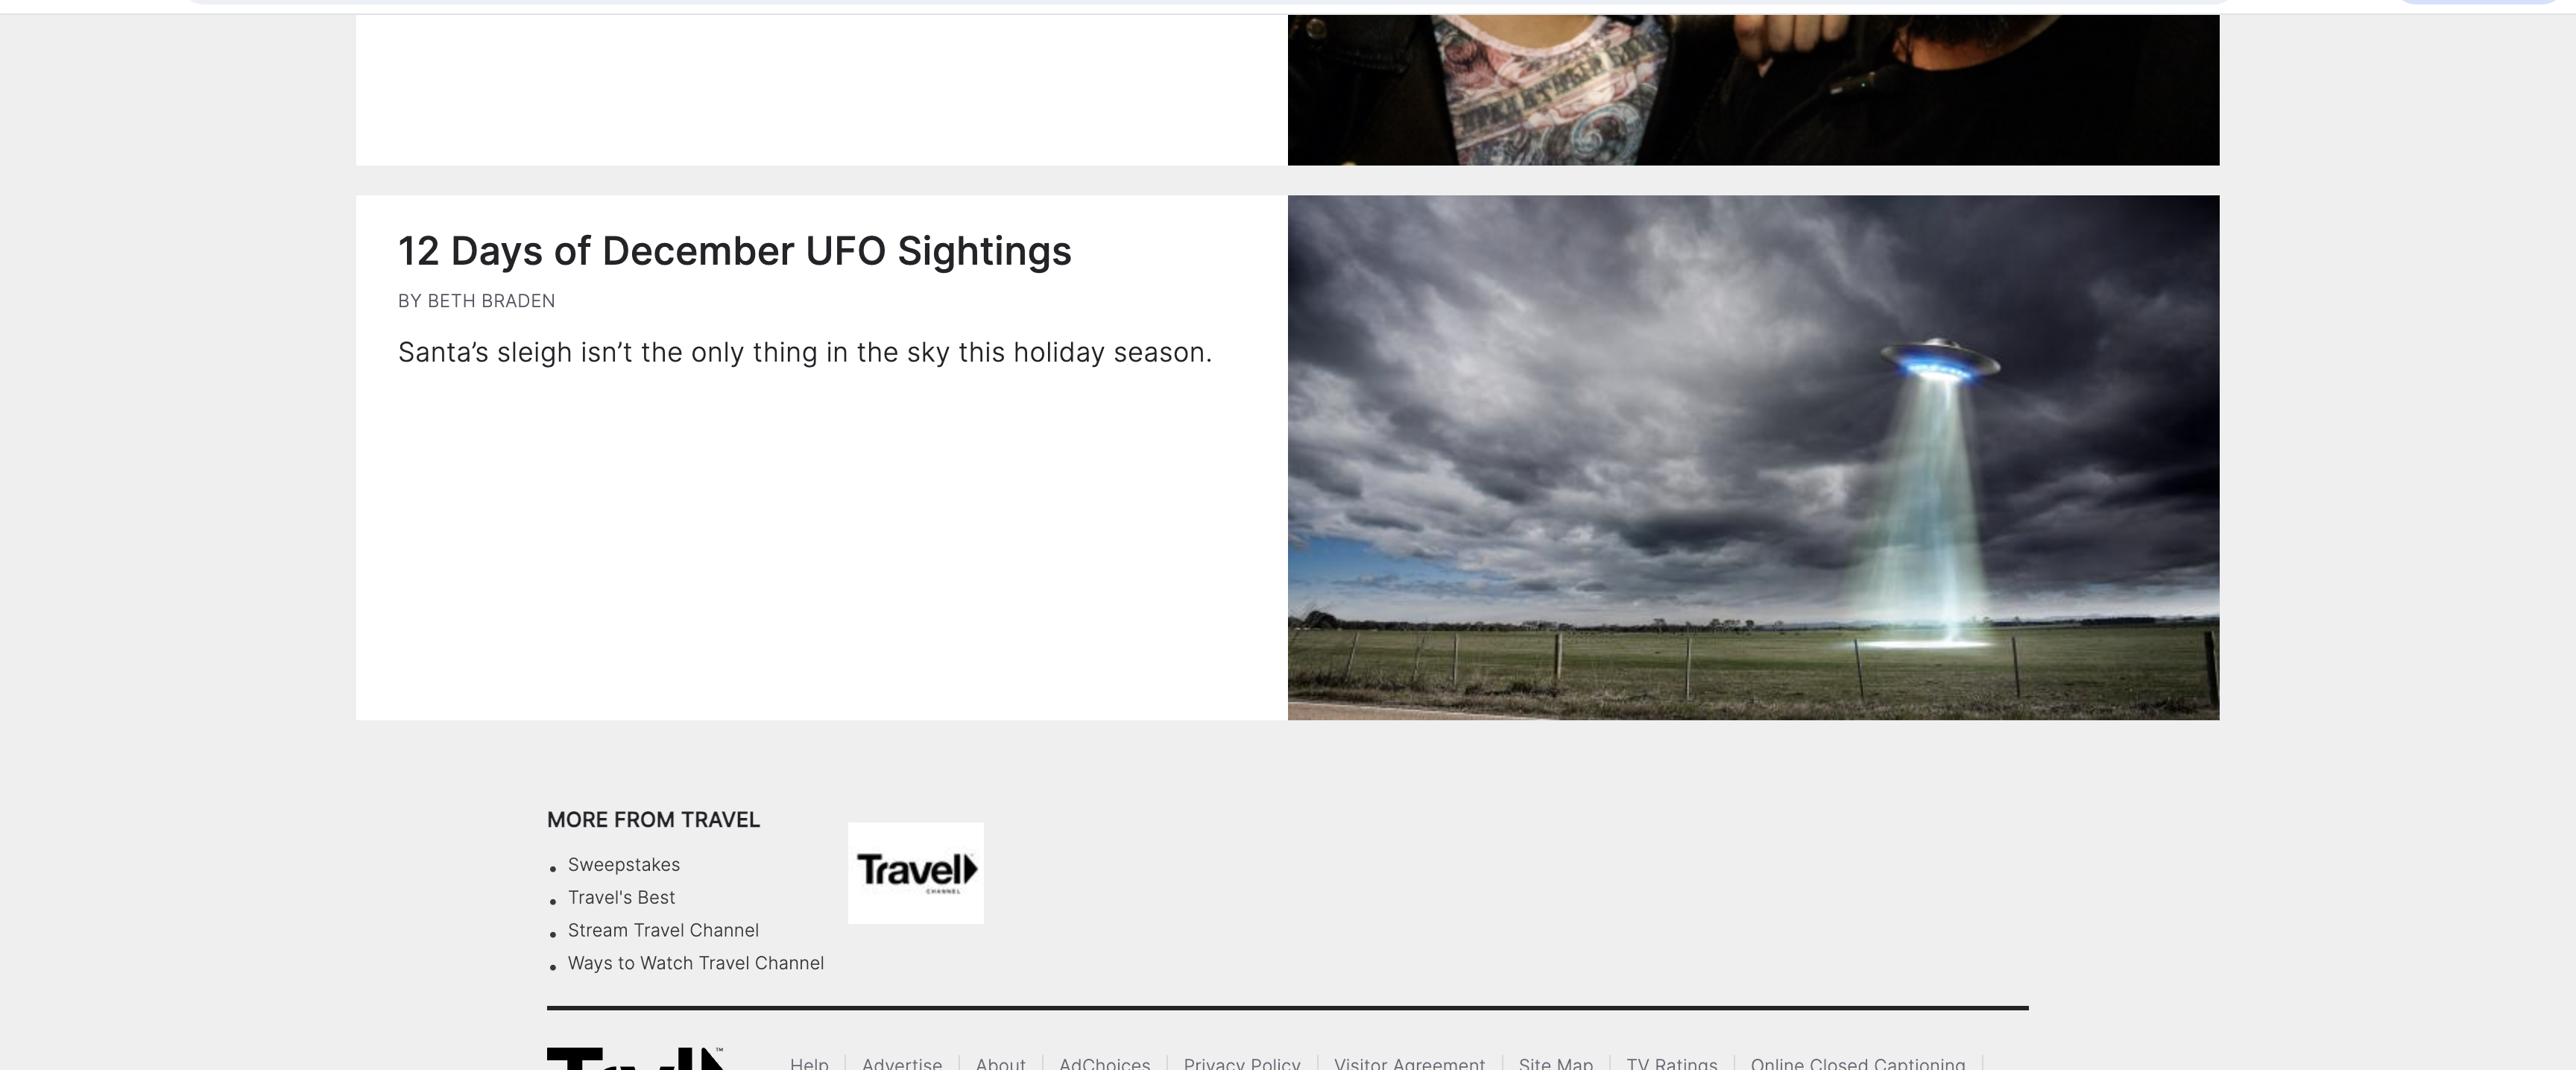 12 Days of December UFO Sightings
BY BETH BRADEN
Santa’s sleigh isn’t the only thing in the sky this holiday season.
MORE FROM TRAVEL
Sweepstakes
Travel's Best
Stream Travel Channel
Ways to Watch Travel Channel
Travel
CHANNEL
Help
Advertise
About
AdChoices
Privacy Policy
Visitor Agreement
Site Map
TV Ratings
Online Closed Captioning